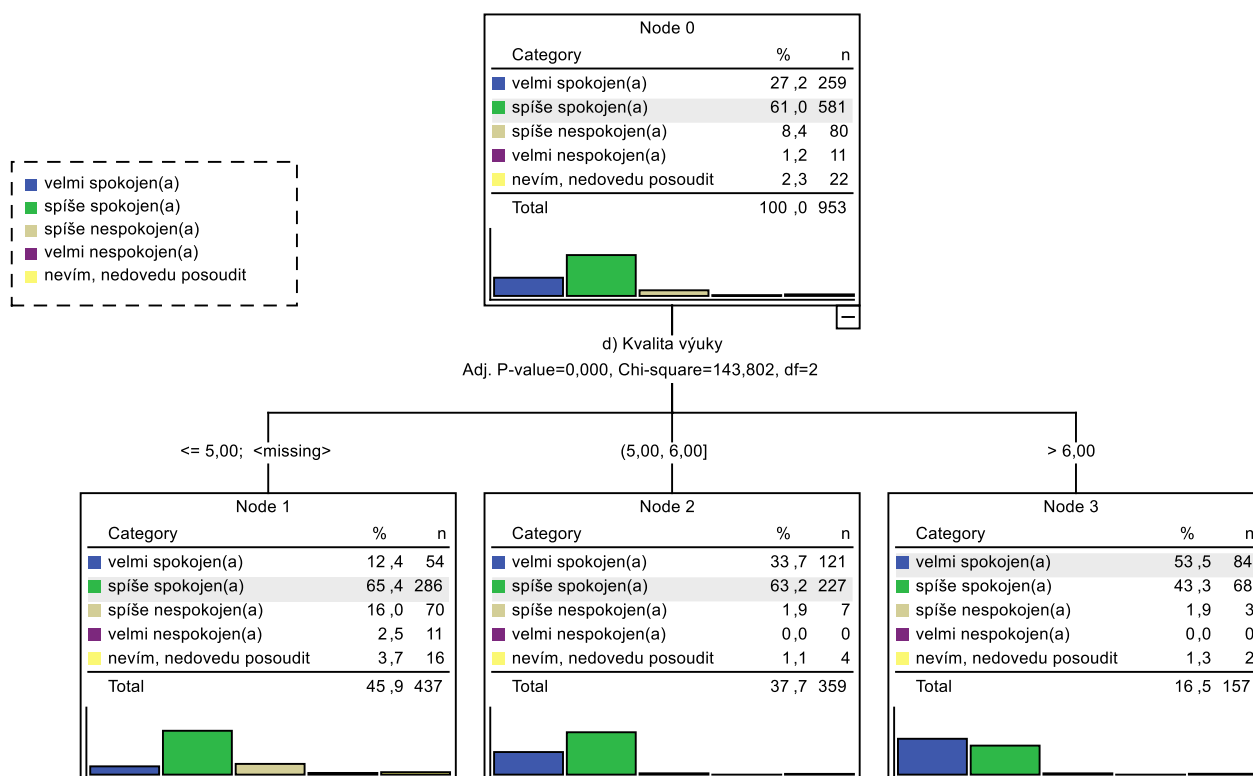 Node 0
Category % n
velmi spokojen(a) 27 ,2 259
spíše spokojen(a) 61 ,0 581
spíše nespokojen(a) 8,4 80
velmi nespokojen(a) 1,2 11
nevím, nedovedu posoudit 2,3 22
Total 100 ,0 953
velmi spokojen(a)
spíše spokojen(a)
spíše nespokojen(a)
velmi nespokojen(a)
nevím, nedovedu posoudit
d) Kvalita výuky
Adj. P-value=0,000, Chi-square=143,802, df=2
<= 5,00; <missing>
(5,00, 6,00]
> 6,00
Node 1
Category % n
velmi spokojen(a) 12 ,4 54
spíše spokojen(a) 65 ,4 286
spíše nespokojen(a) 16 ,0 70
velmi nespokojen(a) 2,5 11
nevím, nedovedu posoudit 3,7 16
Total 45 ,9 437
Node 2
Category % n
velmi spokojen(a) 33 ,7 121
spíše spokojen(a) 63 ,2 227
spíše nespokojen(a) 1,9 7
velmi nespokojen(a) 0,0 0
nevím, nedovedu posoudit 1,1 4
Total 37 ,7 359
Node 3
Category % n
velmi spokojen(a) 53 ,5 84
spíše spokojen(a) 43 ,3 68
spíše nespokojen(a) 1,9 3
velmi nespokojen(a) 0,0 0
nevím, nedovedu posoudit 1,3 2
Total 16 ,5 157